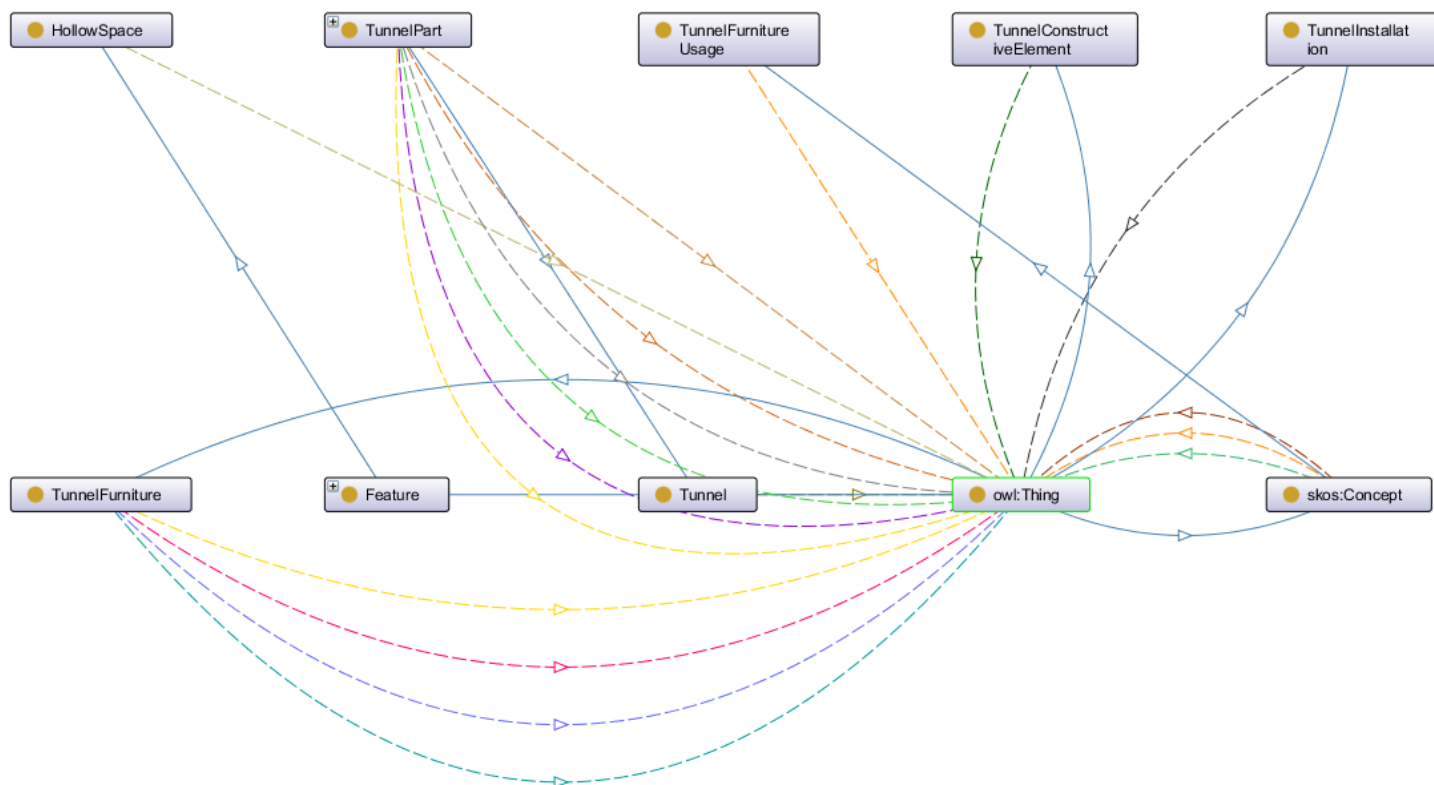 HollowSpace
TunnelPart
TunnelFurniture
Usage
TunnelConstruct
iveElement
TunnelInstallat
ion
TunnelFurniture
Feature
Tunnel
owl:Thing
skos:Concept